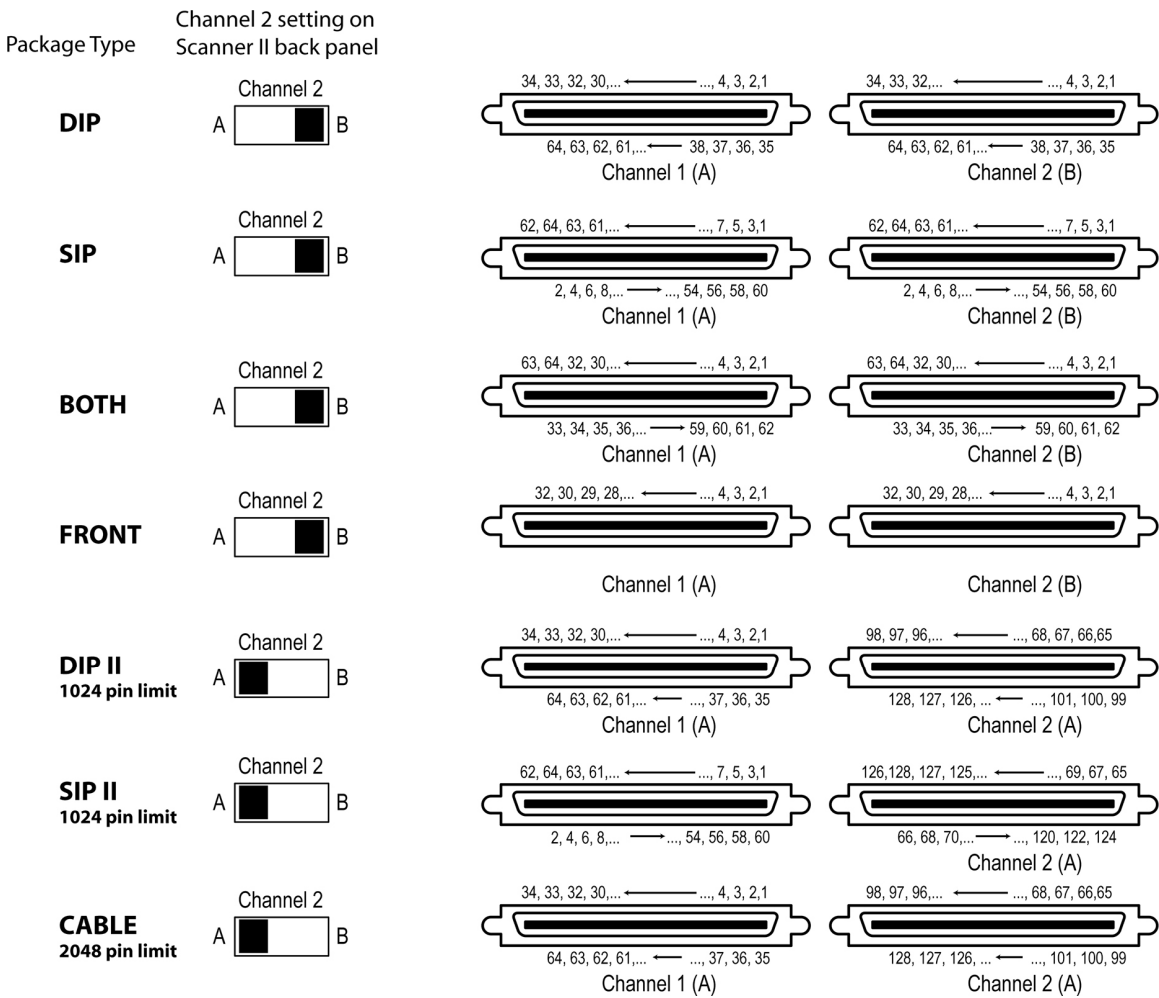 Package Type
Channel 2 setting on
Scanner II back panel
DIP
Channel 2
A
B
34, 33, 32, 30,...
..., 4, 3, 2,1
64, 63, 62, 61,...
38, 37, 36, 35
Channel 1 (A)
34, 33, 32,...
..., 4, 3, 2,1
64, 63, 62, 61,...
38, 37, 36, 35
Channel 2 (B)
SIP
Channel 2
A
B
62, 64, 63, 61,...
..., 7, 5, 3,1
2, 4, 6, 8,...
..., 54, 56, 58, 60
Channel 1 (A)
62, 64, 63, 61,...
..., 7, 5, 3,1
2, 4, 6, 8,...
..., 54, 56, 58, 60
Channel 2 (B)
BOTH
Channel 2
A
B
63, 64, 32, 30,...
..., 4, 3, 2,1
33, 34, 35, 36,...
59, 60, 61, 62
Channel 1 (A)
63, 64, 32, 30,...
..., 4, 3, 2,1
33, 34, 35, 36,...
59, 60, 61, 62
Channel 2 (B)
FRONT
Channel 2
A
B
32, 30, 29, 28,...
..., 4, 3, 2,1
Channel 1 (A)
32, 30, 29, 28,...
..., 4, 3, 2,1
Channel 2 (B)
DIP II
1024 pin limit
Channel 2
A
B
34, 33, 32, 30,...
..., 4, 3, 2,1
64, 63, 62, 61,...
..., 37, 36, 35
Channel 1 (A)
98, 97, 96,...
..., 68, 67, 66,65
128, 127, 126, ...
..., 101, 100, 99
Channel 2 (A)
SIP II
1024 pin limit
Channel 2
A
B
62, 64, 63, 61,...
..., 7, 5, 3,1
2, 4, 6, 8,...
..., 54, 56, 58, 60
126,128, 127, 125,...
..., 69, 67, 65
66, 68, 70,...
..., 120, 122, 124
Channel 2 (A)
CABLE
2048 pin limit
Channel 2
A
B
34, 33, 32, 30,...
..., 4, 3, 2,1
64, 63, 62, 61,...
..., 37, 36, 35
Channel 1 (A)
98, 97, 96,...
..., 68, 67, 66,65
128, 127, 126, ...
..., 101, 100, 99
Channel 2 (A)